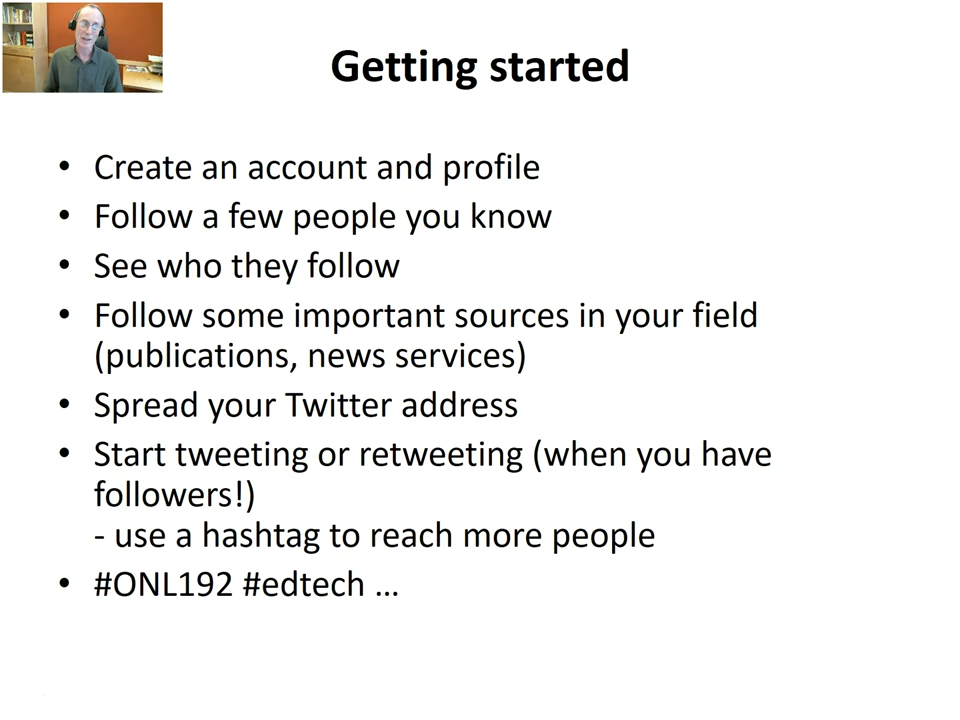 Getting started
• Create an account and profile
• Follow a few people you know
• See who they follow
• Follow some important sources in your field
(publications, news services)
• Spread your Twitter address
• Start tweeting or retweeting (when you have
followers!)
- use a hashtag to reach more people
• #ONL192 #edtech …